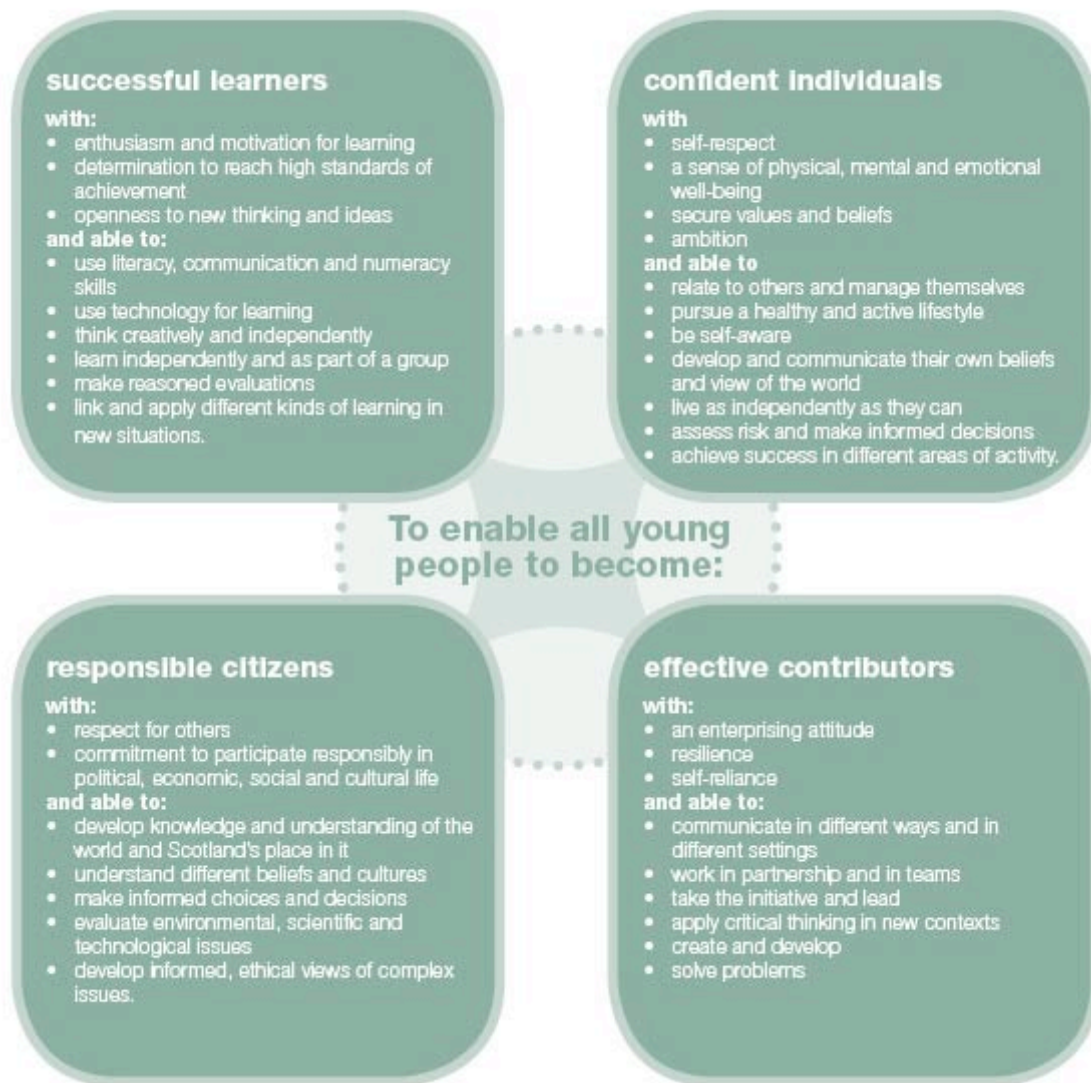 successful learners
with:
• enthusiasm and motivation for learning
• determination to reach high standards of
achievement
• openness to new thinking and ideas
and able to:
• use literacy, communication and numeracy
skills
• use technology for learning
• think creatively and independently
• learn independently and as part of a group
• make reasoned evaluations
• link and apply different kinds of learning in
new situations.
confident individuals
with
• self-respect
• a sense of physical, mental and emotional
well-being
• secure values and beliefs
• ambition
and able to
• relate to others and manage themselves
• pursue a healthy and active lifestyle
• be self-aware
• develop and communicate their own beliefs
and view of the world
• live as independently as they can
• assess risk and make informed decisions
• achieve success in different areas of activity.
To enable all young
people to become:
responsible citizens
with:
• respect for others
• commitment to participate responsibly in
political, economic, social and cultural life
and able to:
• develop knowledge and understanding of the
world and Scotland's place in it
• understand different beliefs and cultures
• make informed choices and decisions
• evaluate environmental, scientific and
technological issues
• develop informed, ethical views of complex
issues.
effective contributors
with:
• an enterprising attitude
• resilience
• self-reliance
and able to:
• communicate in different ways and in
different settings
• work in partnership and in teams
• take the initiative and lead
• apply critical thinking in new contexts
• create and develop
• solve problems